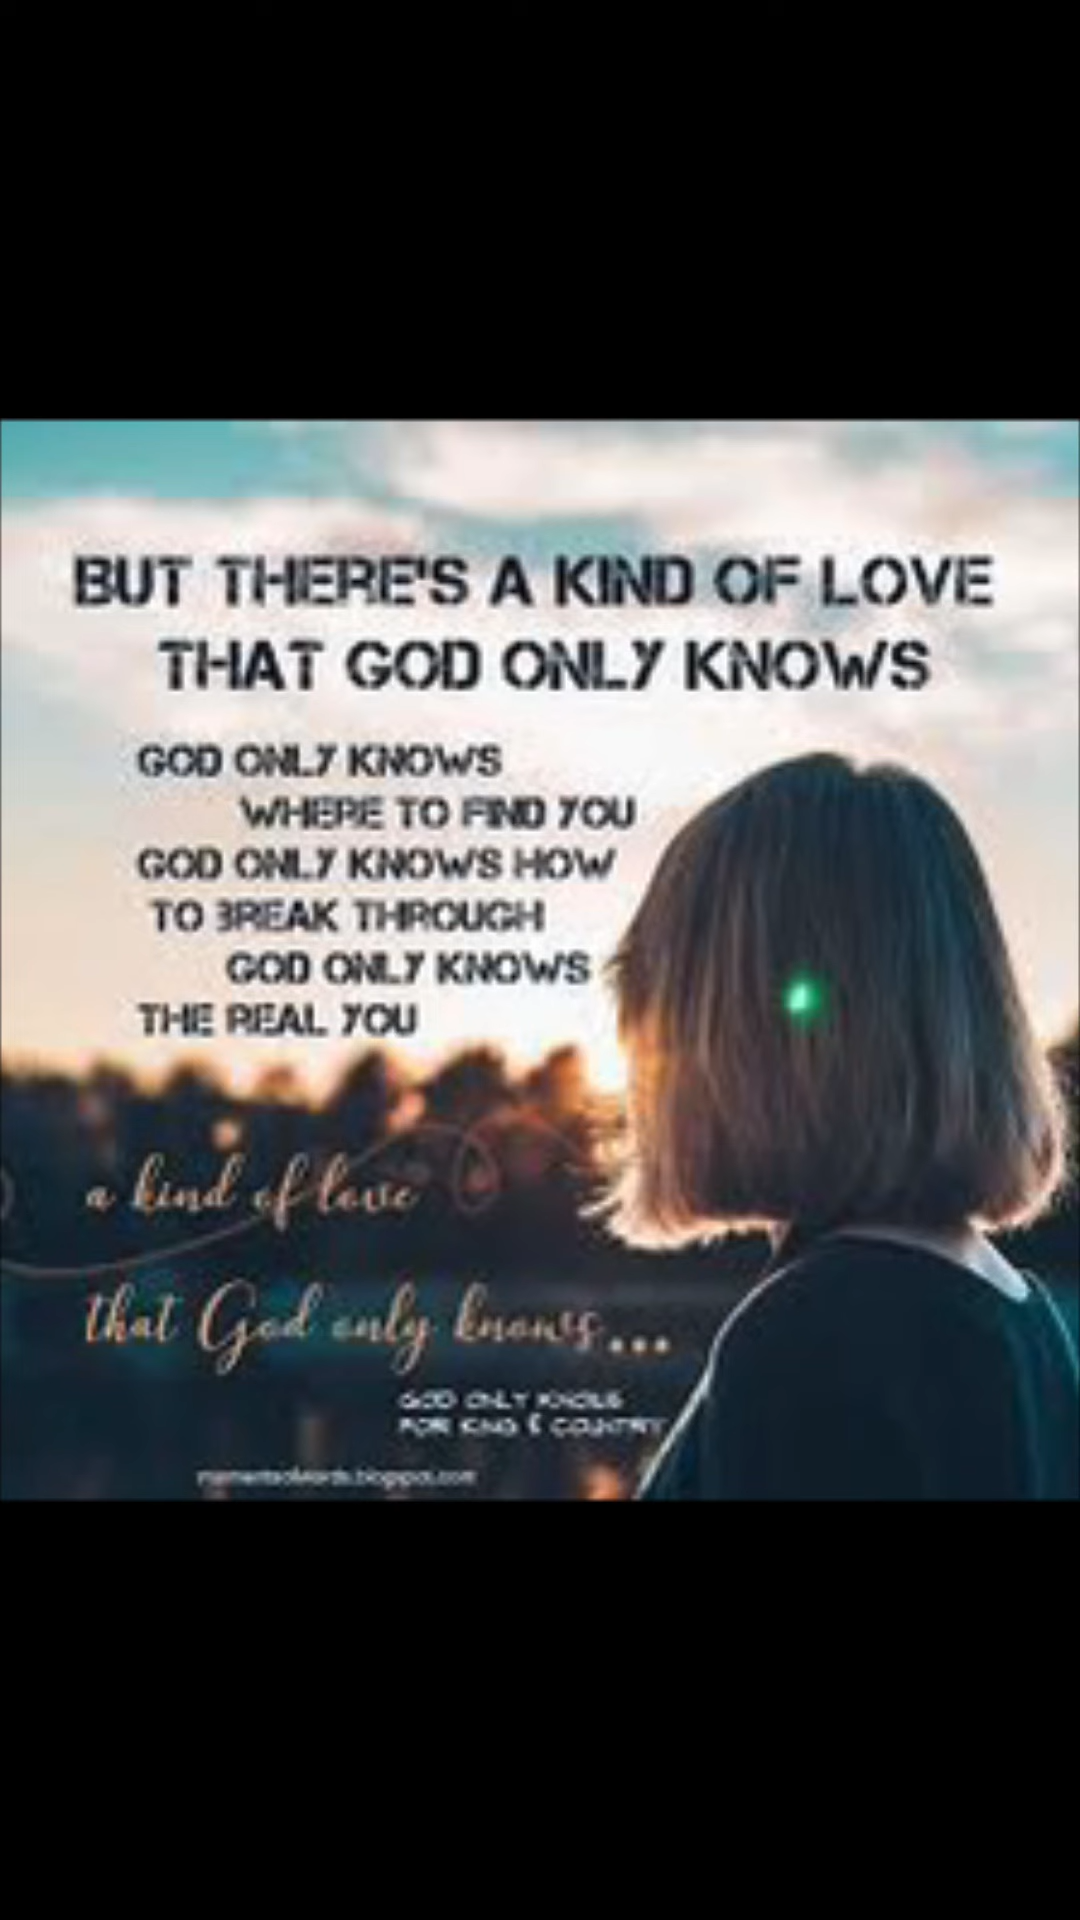 BUT THERE'S A KIND OF LOVE
THAT GOD ONLY KNOWS
GOD ONLY KNOWS
WHERE TO FIND YOU
GOD ONLY KNOWS HOW
TO BREAK THROUGH
GOD ONLY KNOWS
THE REAL YOU
a kind of love
that God only knows...
GOD ONLY KNOWS
FOR KING & COUNTRY